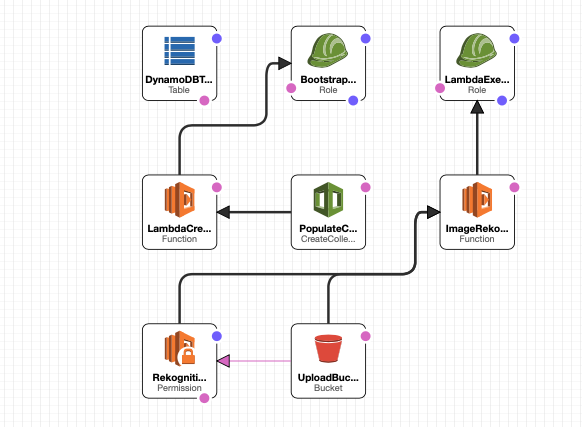 DynamoDBT...
Table
Bootstrap...
Role
LambdaExe...
Role
LambdaCre...
Function
PopulateC...
CreateColle...
ImageReko...
Function
Rekogniti...
Permission
UploadBuc...
Bucket